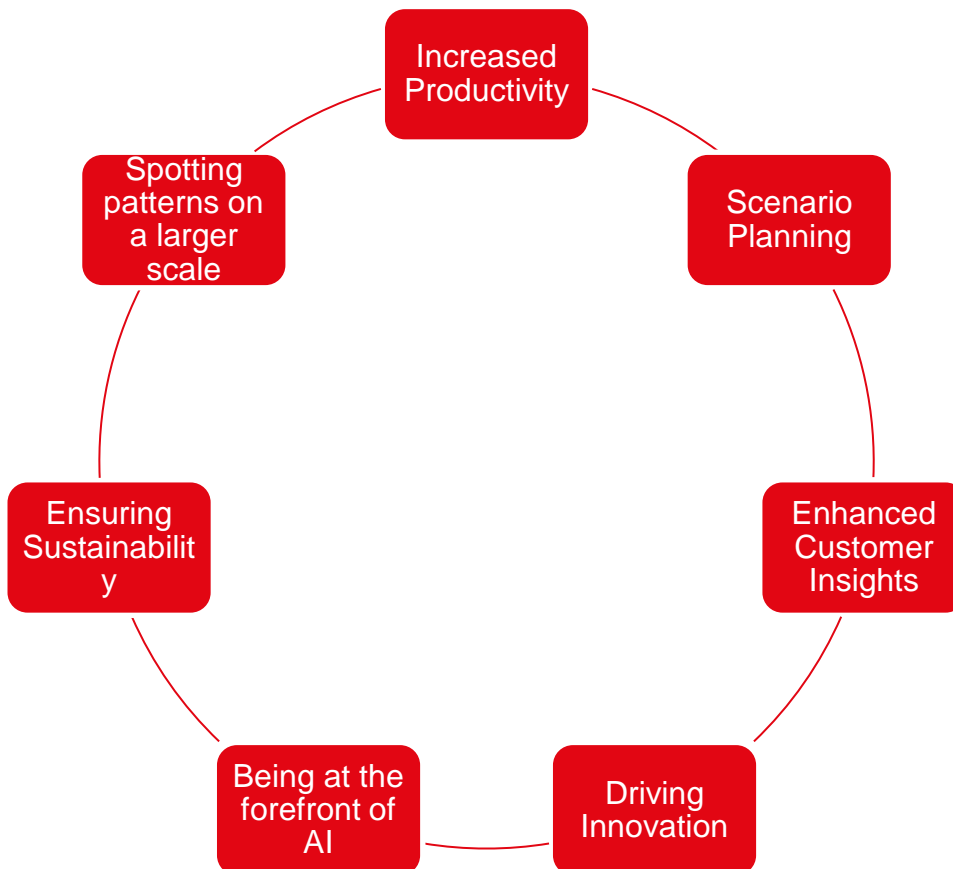 Increased
Productivity
Scenario
Planning
Enhanced
Customer
Insights
Driving
Innovation
Being at the
forefront of
AI
Ensuring
Sustainabilit
y
Spotting
patterns on
a larger
scale